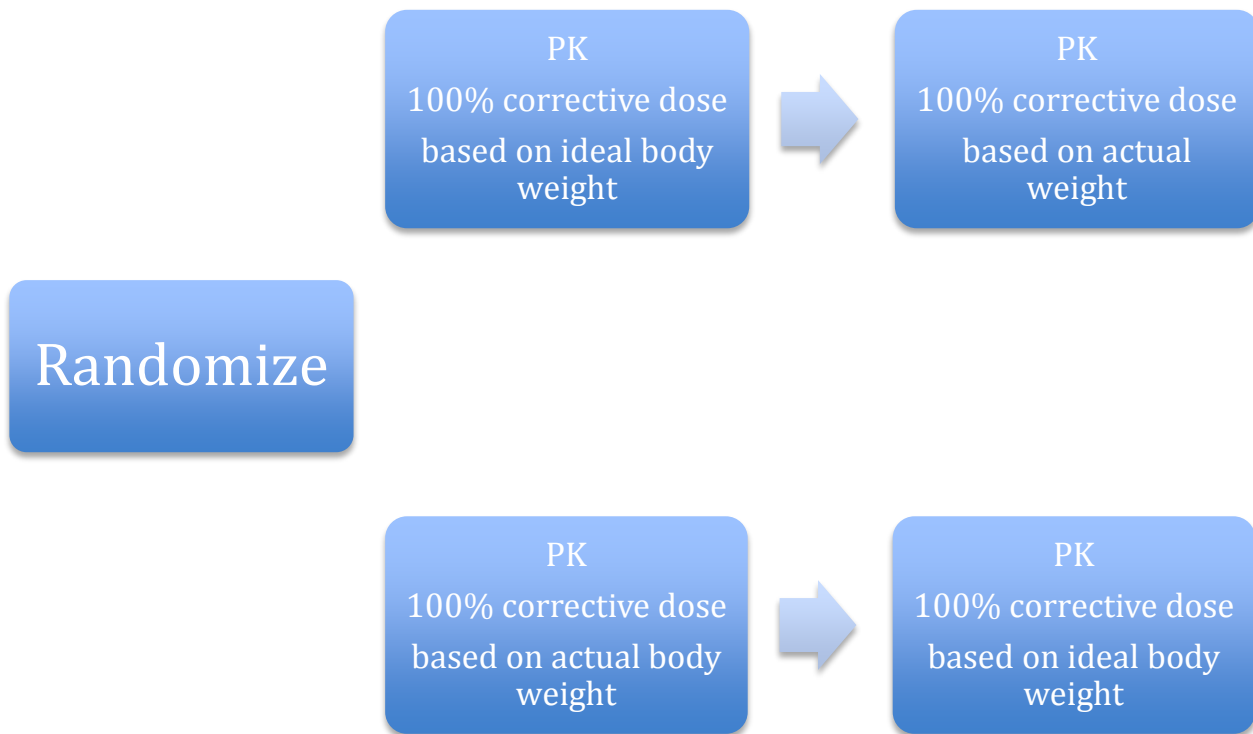 PK
100% corrective dose
based on ideal body
weight
PK
100% corrective dose
based on actual
weight
Randomize
PK
100% corrective dose
based on actual body
weight
PK
100% corrective dose
based on ideal body
weight